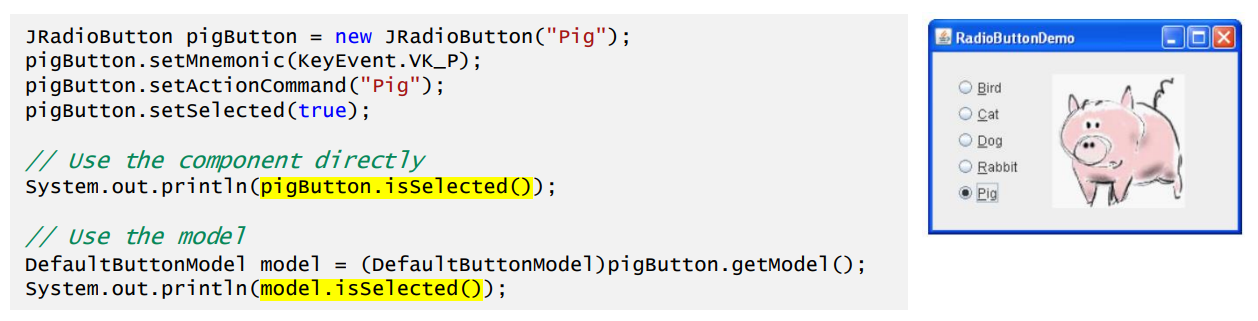 JRadioButton pigButton = new JRadioButton("Pig");
pigButton.setMnemonic(KeyEvent.VK_P);
pigButton.setActionCommand("Pig");
pigButton.setSelected(true);
// Use the component directly
System.out.println(pigButton.isSelected());
// Use the model
DefaultButtonModel model = (DefaultButtonModel)pigButton.getModel();
System.out.println(model.isSelected());
RadioButtonDemo
Bird
Cat
Dog
Rabbit
Pig